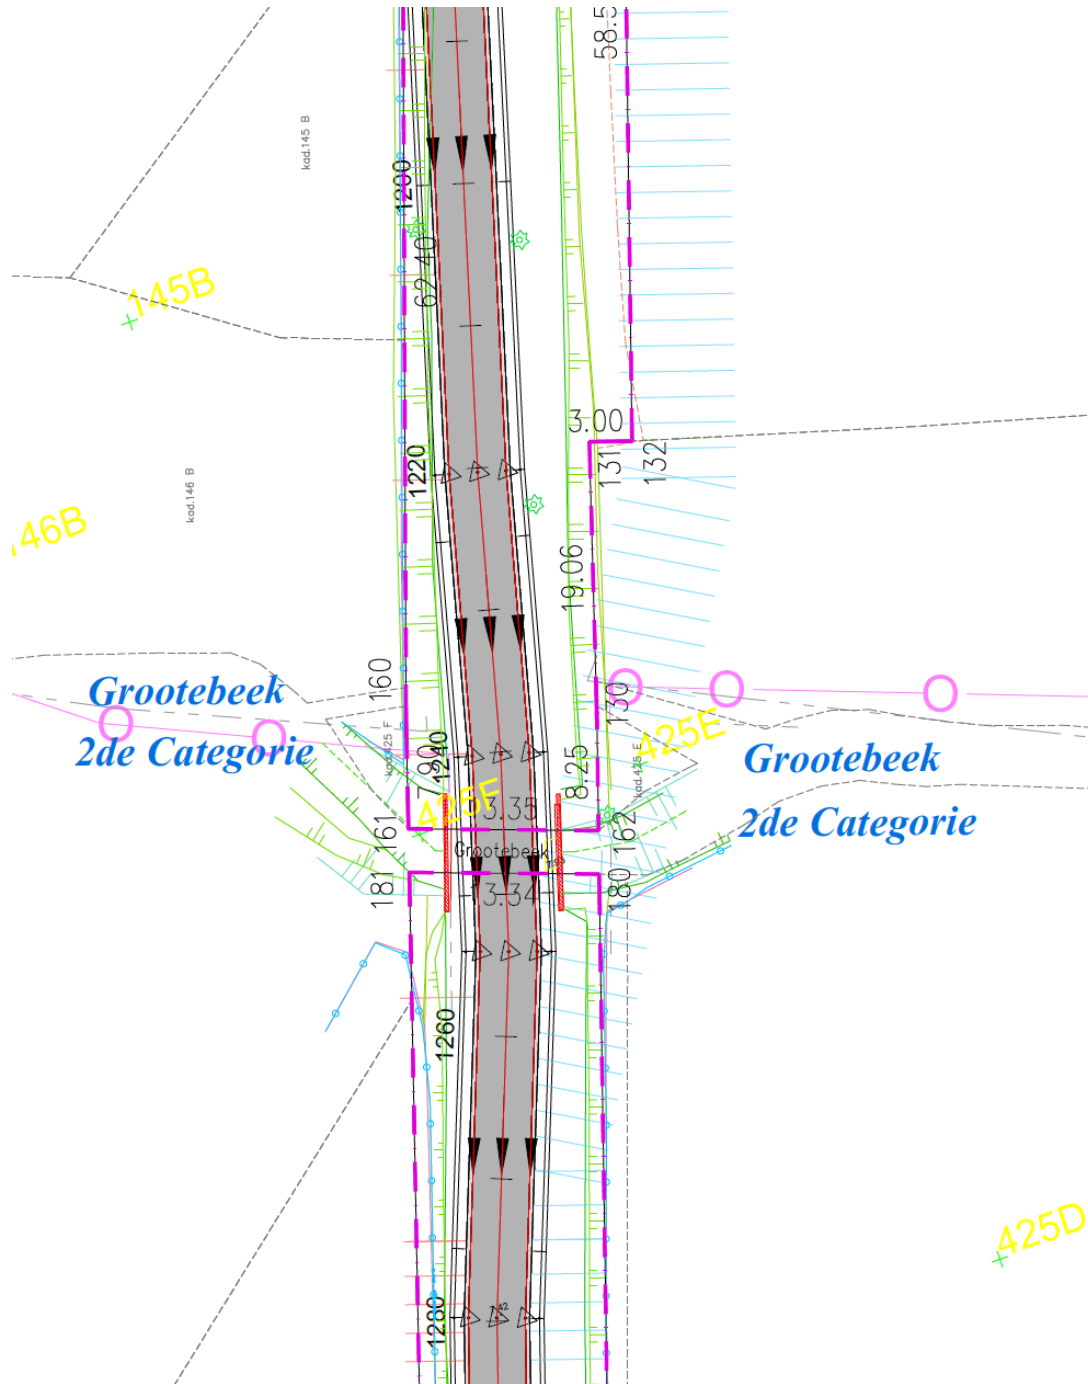 58.5
kad.145 B
1200
62.40
145B
3.00
131
132
1220
kad.146 B
146B
19.06
160
Grootebeek
2de Categorie
130
425E
kad.425 F
7.90
1240
8.25
kad.425 E
Grootebeek
2de Categorie
425F
13.35
161
162
Grootebeek
181
13.34
180
1260
425D
1280